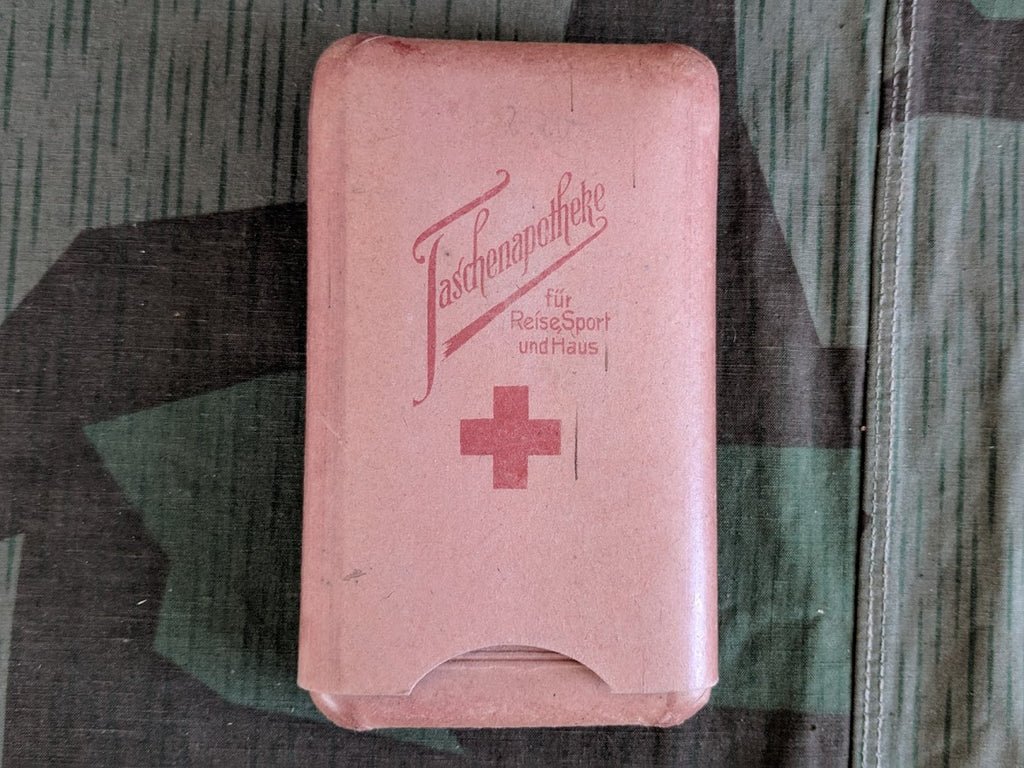 Taschenapotheke
für
Reise, Sport
und Haus